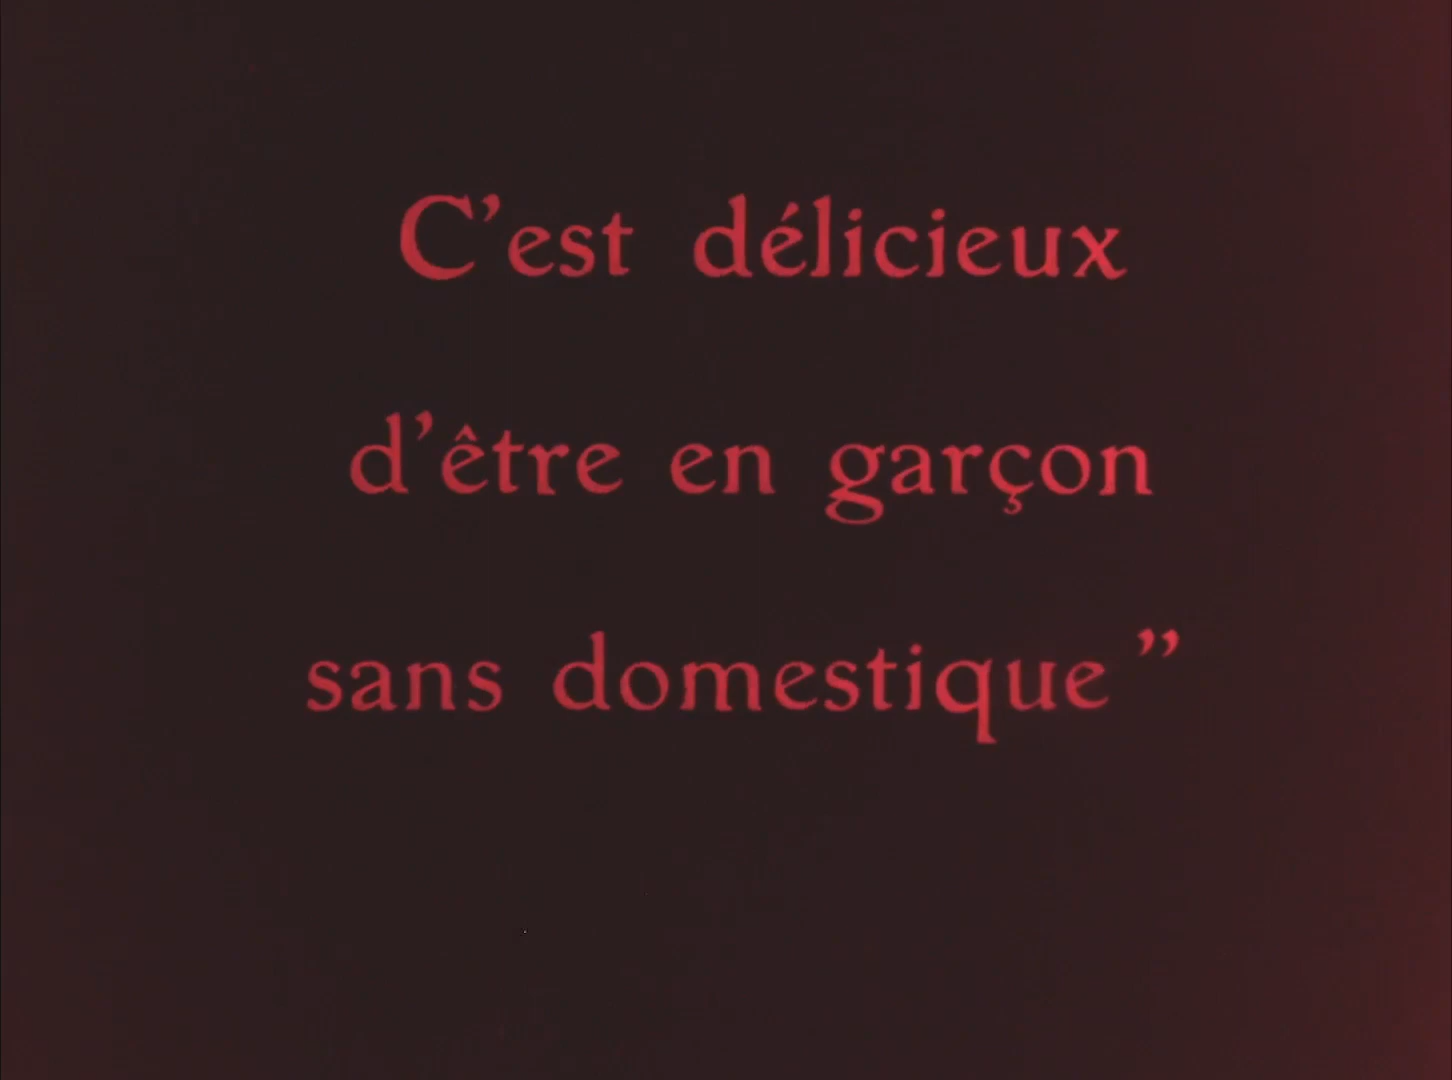 C’est délicieux
d’être en garçon
sans domestique”